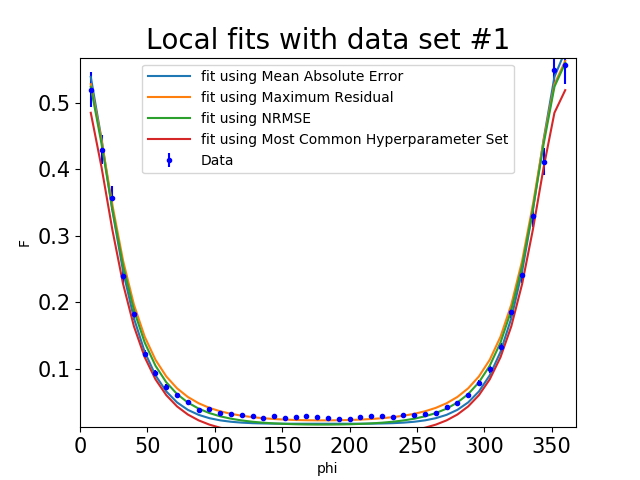 Local fits with data set #1
fit using Mean Absolute Error
fit using Maximum Residual
fit using NRMSE
fit using Most Common Hyperparameter Set
Data
F
0.5
0.4
0.3
0.2
0.1
0 50 100 150 200 250 300 350
phi